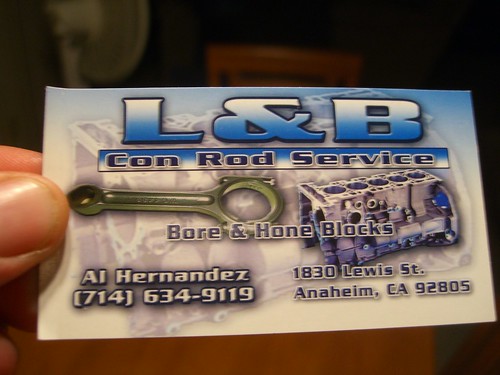 L&B
Con Rod Service
Bore & Hone Blocks
Al Hernandez
(714) 634-9119
1830 Lewis St.
Anaheim, CA 92805